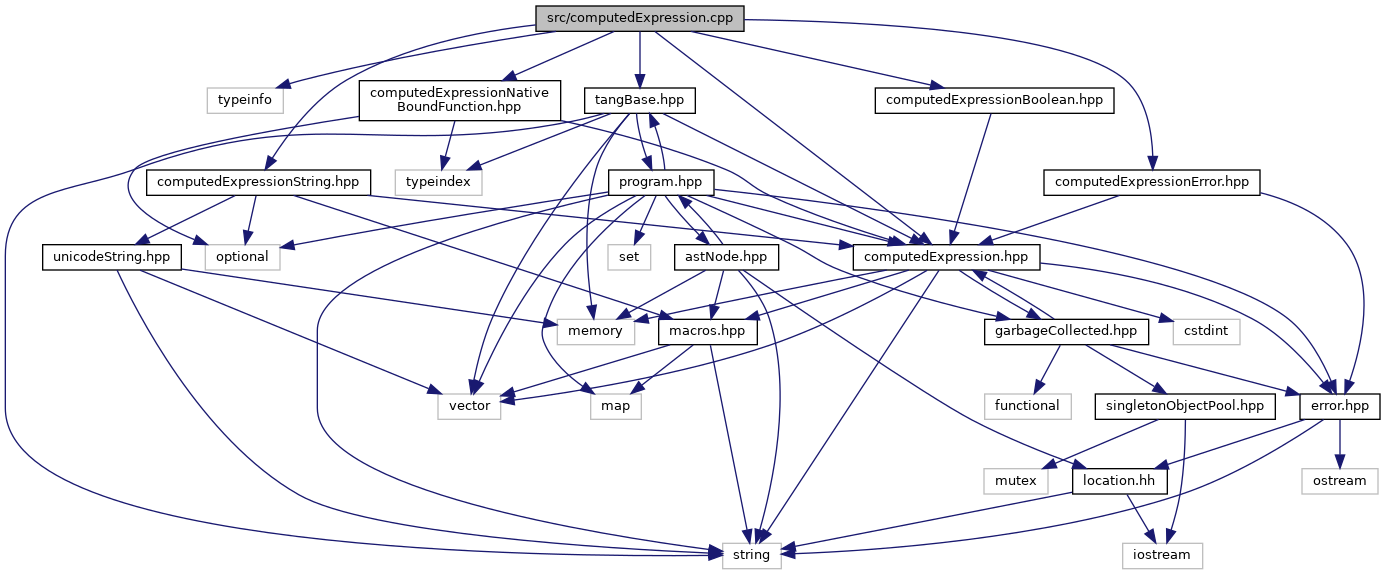 src/computedExpression.cpp
typeinfo
computedExpressionNative
BoundFunction.hpp
tangBase.hpp
computedExpressionBoolean.hpp
computedExpressionString.hpp
typeindex
program.hpp
computedExpressionError.hpp
unicodeString.hpp
optional
set
astNode.hpp
computedExpression.hpp
memory
macros.hpp
garbageCollected.hpp
cstdint
vector
map
functional
singletonObjectPool.hpp
error.hpp
mutex
location.hh
ostream
string
iostream